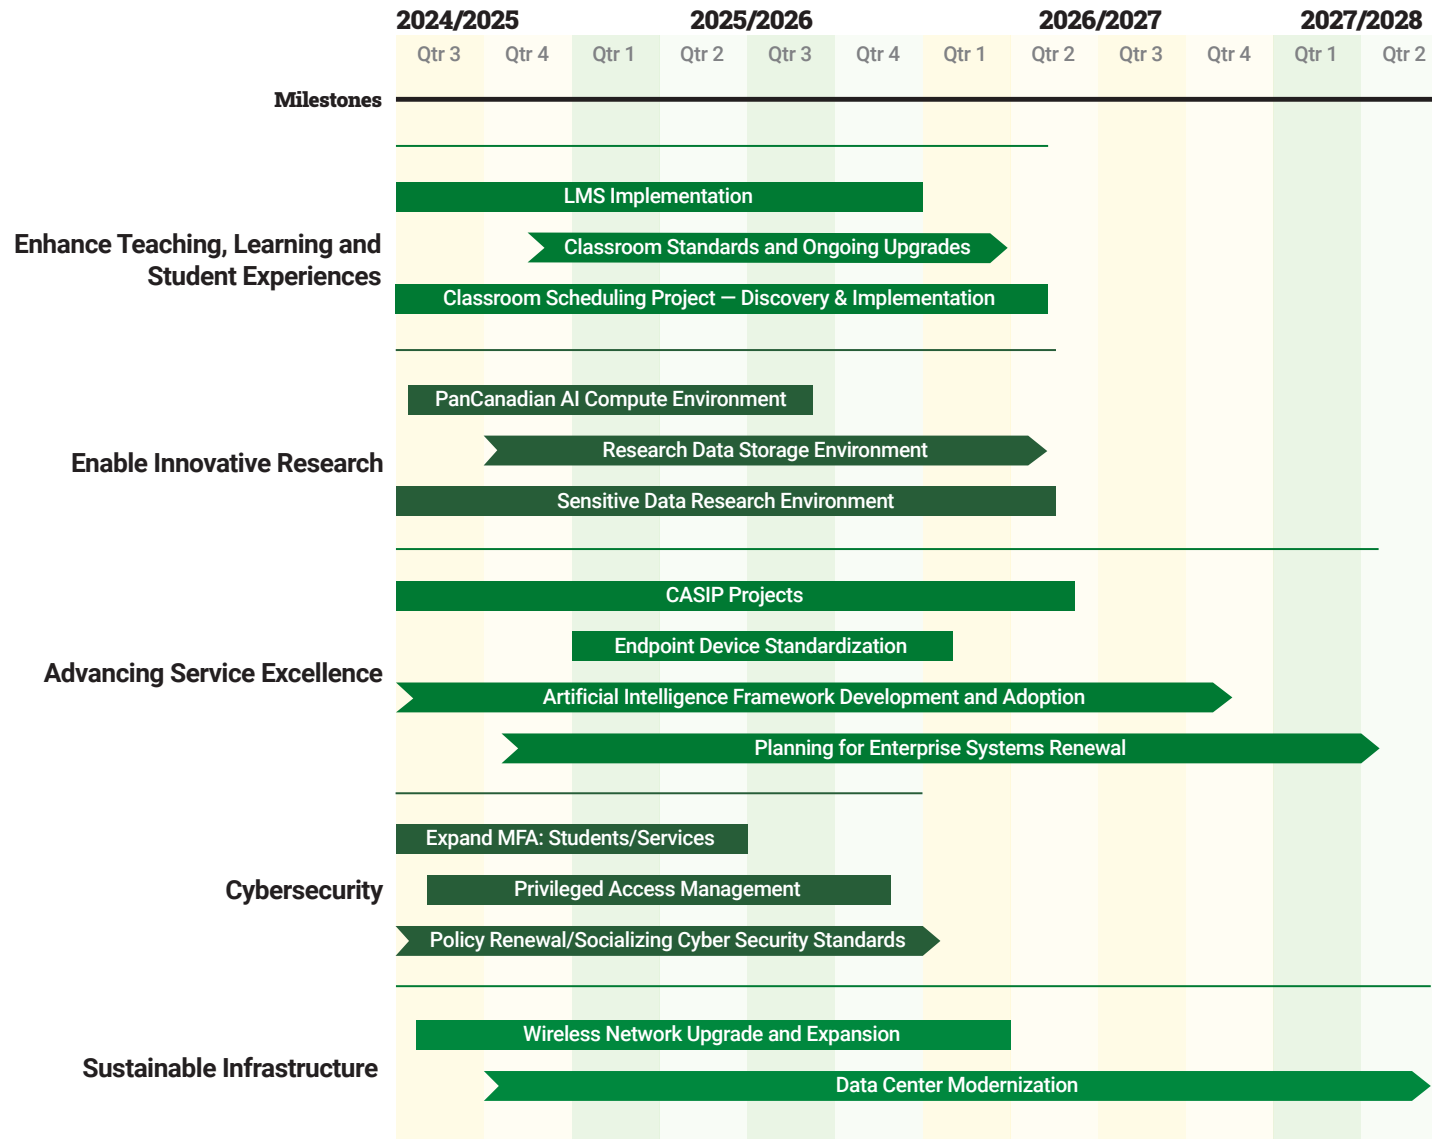 2024/2025 2025/2026 2026/2027 2027/2028
Qtr 3 Qtr 4 Qtr 1 Qtr 2 Qtr 3 Qtr 4 Qtr 1 Qtr 2 Qtr 3 Qtr 4 Qtr 1 Qtr 2
Milestones
Enhance Teaching, Learning and
Student Experiences
LMS Implementation
Classroom Standards and Ongoing Upgrades
Classroom Scheduling Project — Discovery & Implementation
Enable Innovative Research
PanCanadian AI Compute Environment
Research Data Storage Environment
Sensitive Data Research Environment
Advancing Service Excellence
CASIP Projects
Endpoint Device Standardization
Artificial Intelligence Framework Development and Adoption
Planning for Enterprise Systems Renewal
Cybersecurity
Expand MFA: Students/Services
Privileged Access Management
Policy Renewal/Socializing Cyber Security Standards
Sustainable Infrastructure
Wireless Network Upgrade and Expansion
Data Center Modernization